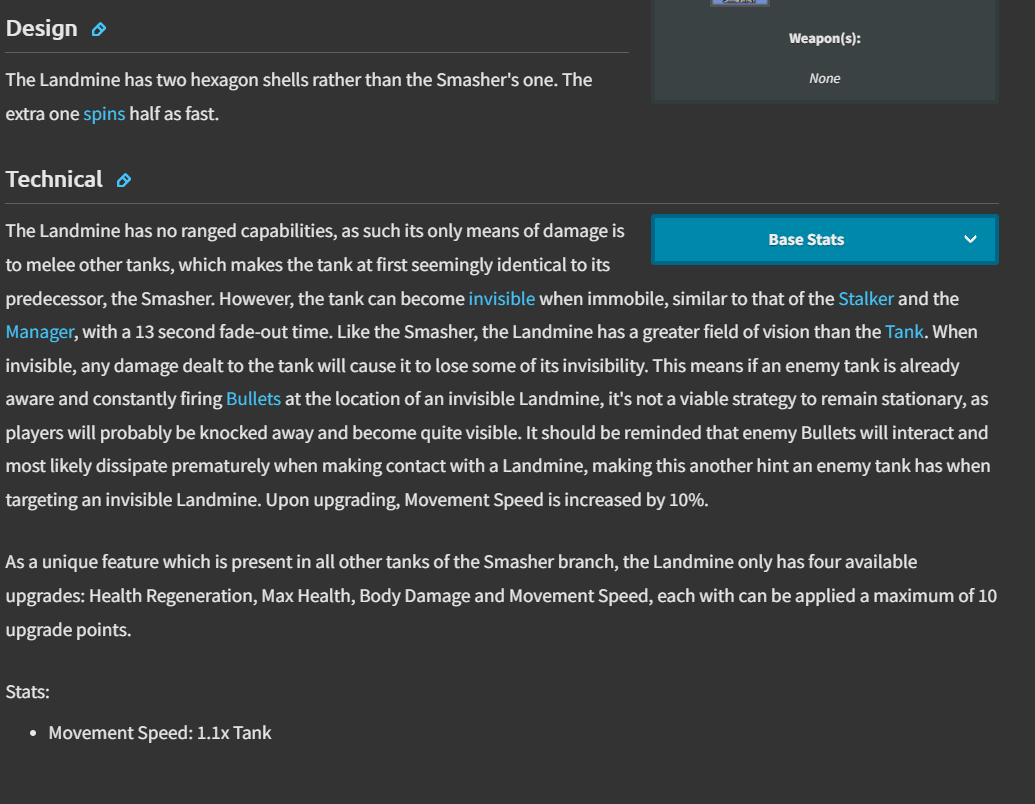 Design
Weapon(s):
None
The Landmine has two hexagon shells rather than the Smasher's one. The
extra one spins half as fast.
Technical
Base Stats
The Landmine has no ranged capabilities, as such its only means of damage is
to melee other tanks, which makes the tank at first seemingly identical to its
predecessor, the Smasher. However, the tank can become invisible when immobile, similar to that of the Stalker and the
Manager, with a 13 second fade-out time. Like the Smasher, the Landmine has a greater field of vision than the Tank. When
invisible, any damage dealt to the tank will cause it to lose some of its invisibility. This means if an enemy tank is already
aware and constantly firing Bullets at the location of an invisible Landmine, it's not a viable strategy to remain stationary, as
players will probably be knocked away and become quite visible. It should be reminded that enemy Bullets will interact and
most likely dissipate prematurely when making contact with a Landmine, making this another hint an enemy tank has when
targeting an invisible Landmine. Upon upgrading, Movement Speed is increased by 10%.
As a unique feature which is present in all other tanks of the Smasher branch, the Landmine only has four available
upgrades: Health Regeneration, Max Health, Body Damage and Movement Speed, each with can be applied a maximum of 10
upgrade points.
Stats:
• Movement Speed: 1.1x Tank